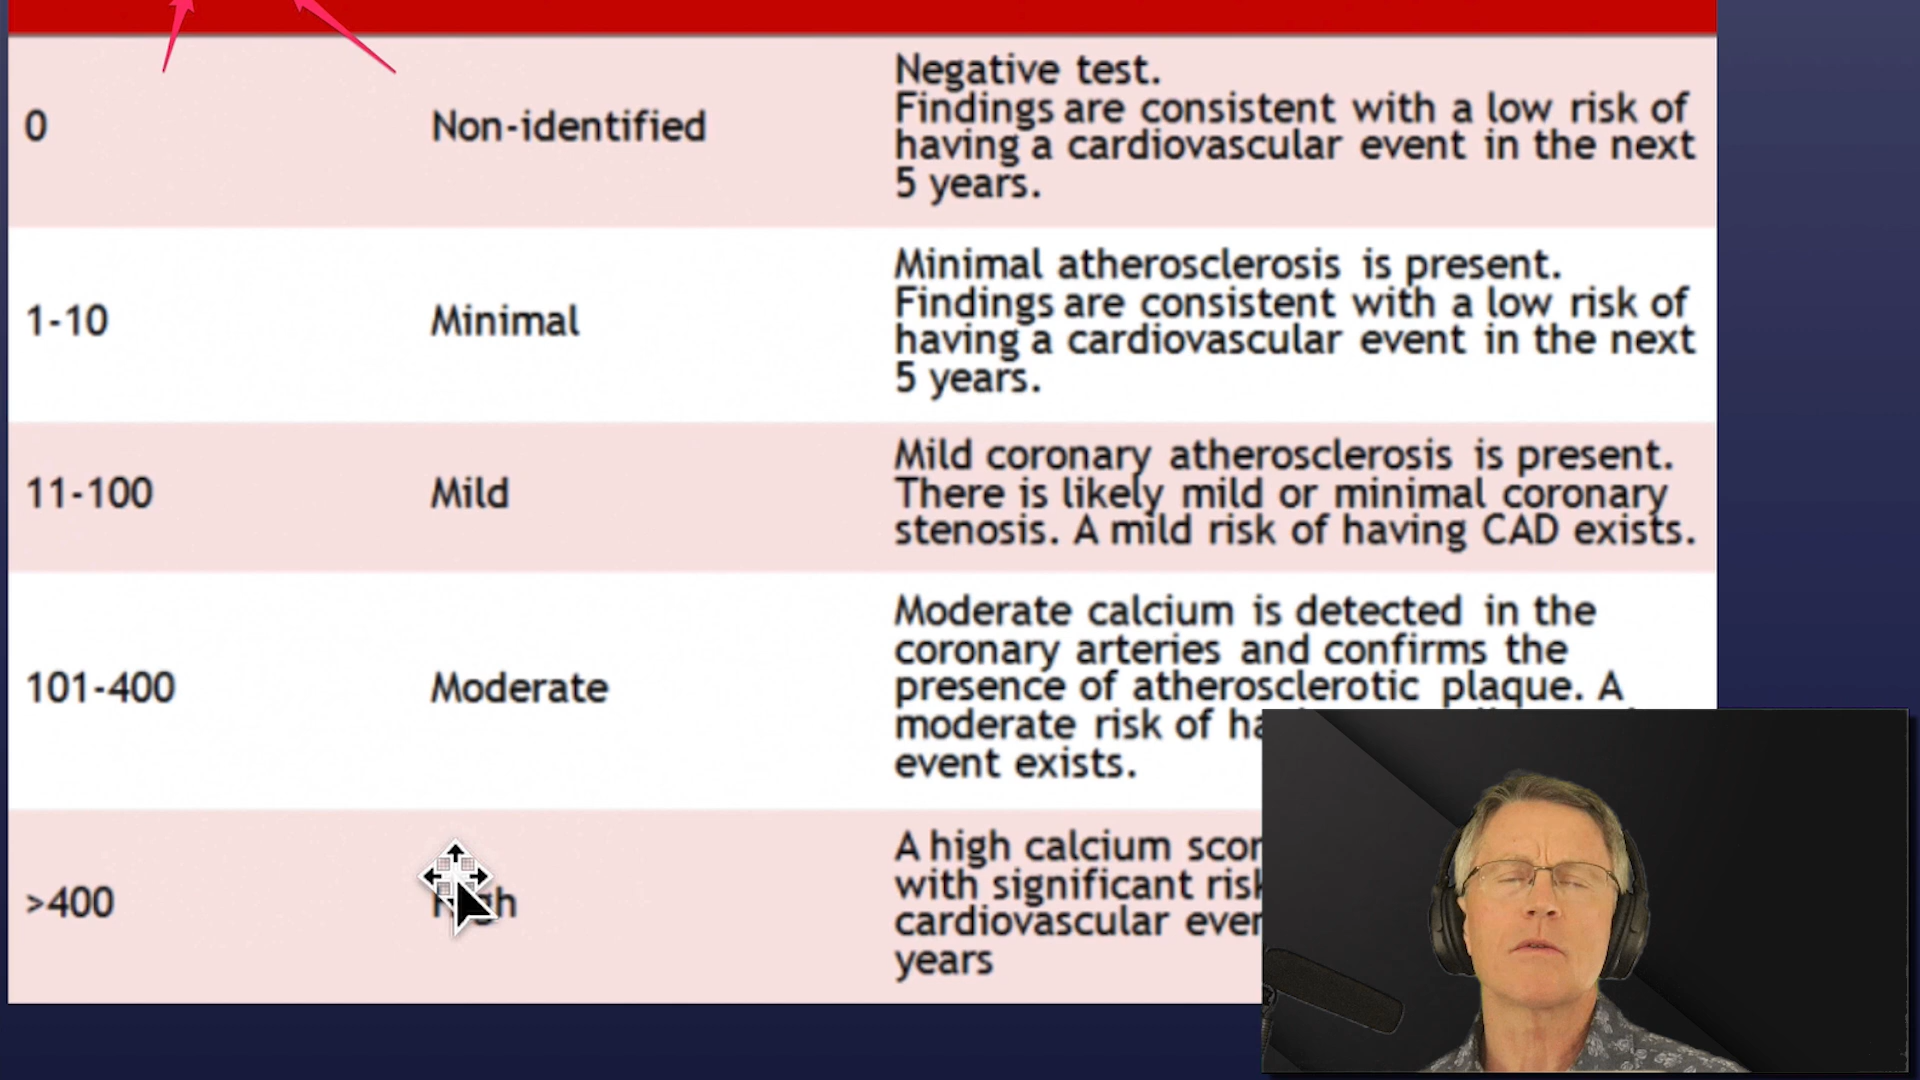 0
Non-identified
Negative test.
Findings are consistent with a low risk of
having a cardiovascular event in the next
5 years.
1-10
Minimal
Minimal atherosclerosis is present.
Findings are consistent with a low risk of
having a cardiovascular event in the next
5 years.
11-100
Mild
Mild coronary atherosclerosis is present.
There is likely mild or minimal coronary
stenosis. A mild risk of having CAD exists.
101-400
Moderate
Moderate calcium is detected in the
coronary arteries and confirms the
presence of atherosclerotic plaque. A
moderate risk of
event exists.
>400
High
A high calcium
with significant
cardiovascular
years